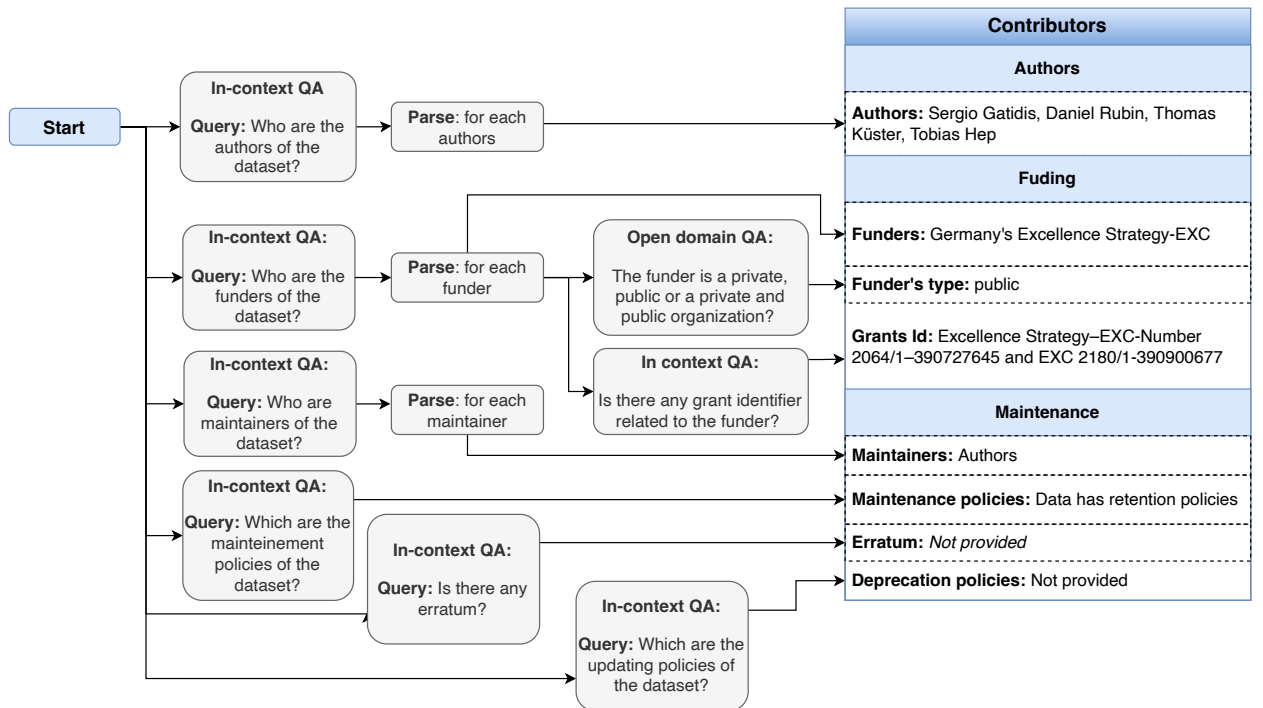 Start
In-context QA
Query: Who are the
authors of the
dataset?
Parse: for each
authors
In-context QA:
Query: Who are the
funders of the
dataset?
Parse: for each
funder
Open domain QA:
The funder is a private,
public or a private and
public organization?
In context QA:
Is there any grant identifier
related to the funder?
In-context QA:
Query: Who are
maintainers of the
dataset?
Parse: for each
maintainer
In-context QA:
Query: Which are the
mainteinement
policies of the
dataset?
In-context QA:
Query: Is there any
erratum?
In-context QA:
Query: Which are the
updating policies of
the dataset?
Contributors
Authors
Authors: Sergio Gatidis, Daniel Rubin, Thomas
Küster, Tobias Hep
Fuding
Funders: Germany's Excellence Strategy-EXC
Funder's type: public
Grants Id: Excellence Strategy–EXC-Number
2064/1–390727645 and EXC 2180/1-390900677
Maintenance
Maintainers: Authors
Maintenance policies: Data has retention policies
Erratum: Not provided
Deprecation policies: Not provided